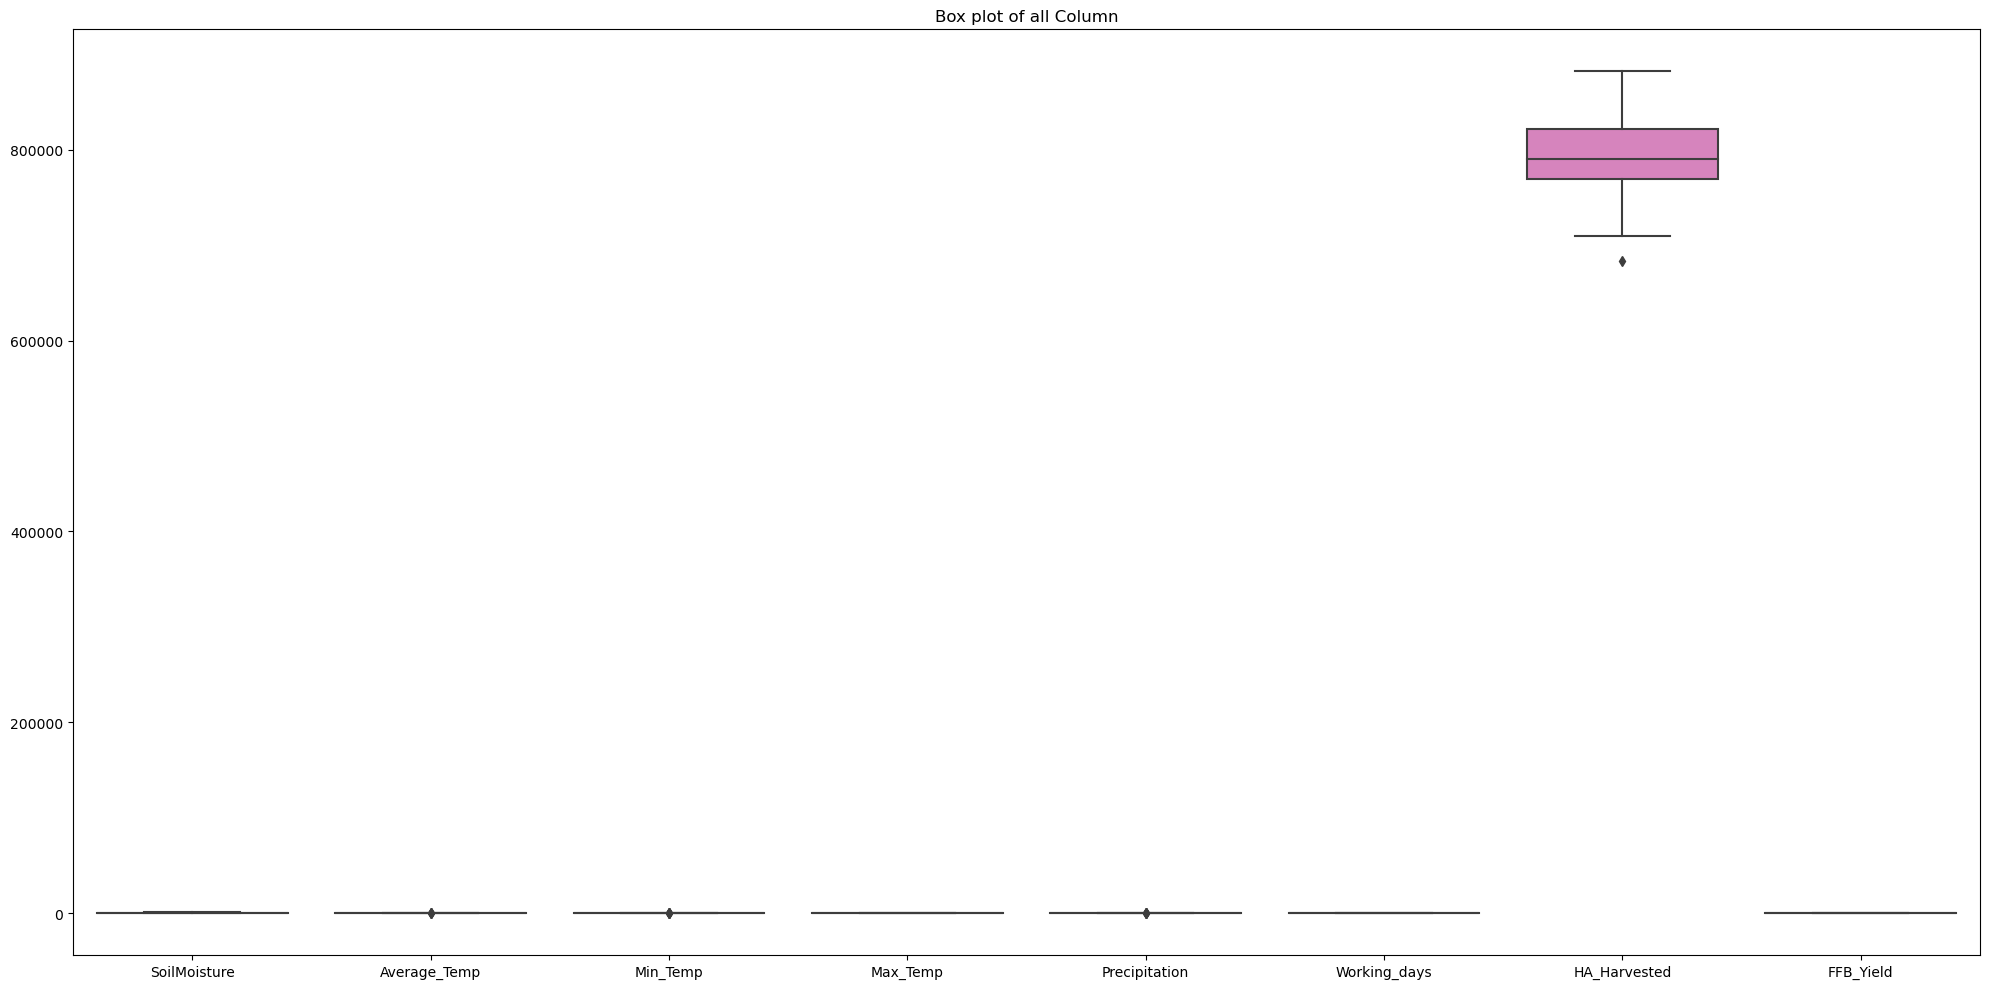 Box plot of all Column
800000
600000
400000
200000
0
SoilMoisture Average_Temp Min_Temp Max_Temp Precipitation Working_days HA_Harvested FFB_Yield